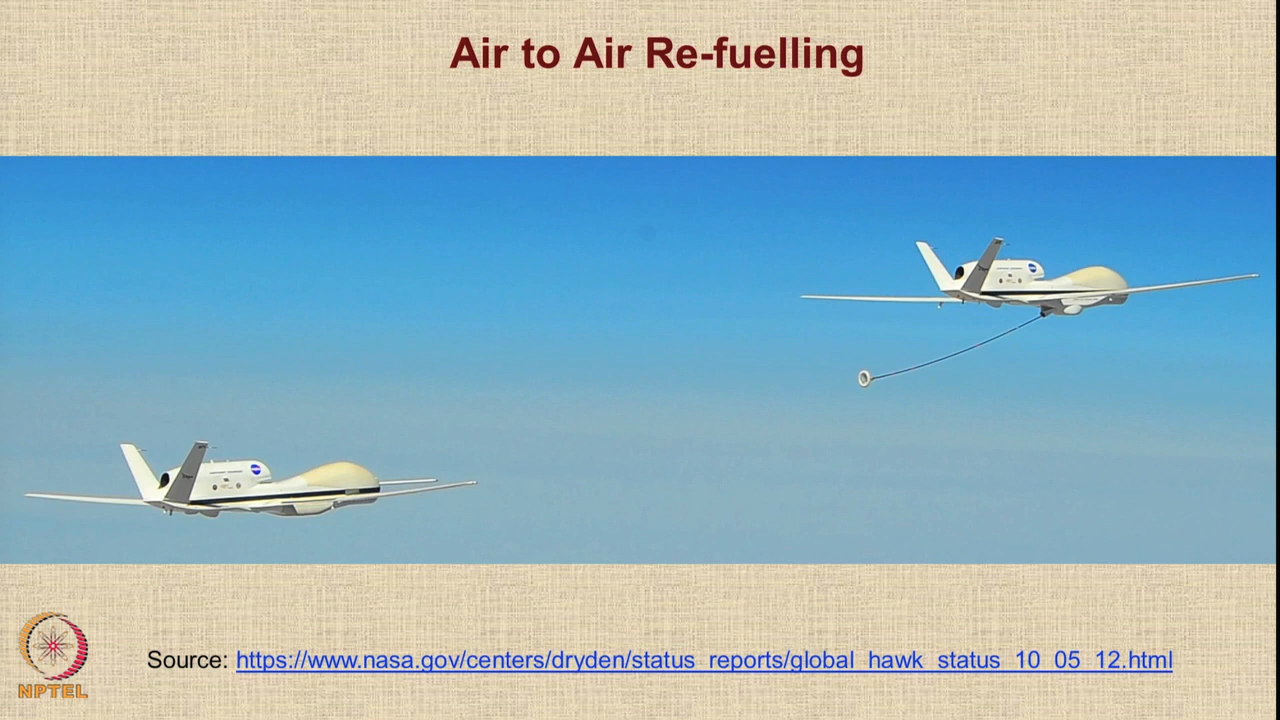 Air to Air Re-fuelling
Source: https://www.nasa.gov/centers/dryden/status_reports/global_hawk_status_10_05_12.html
NPTEL